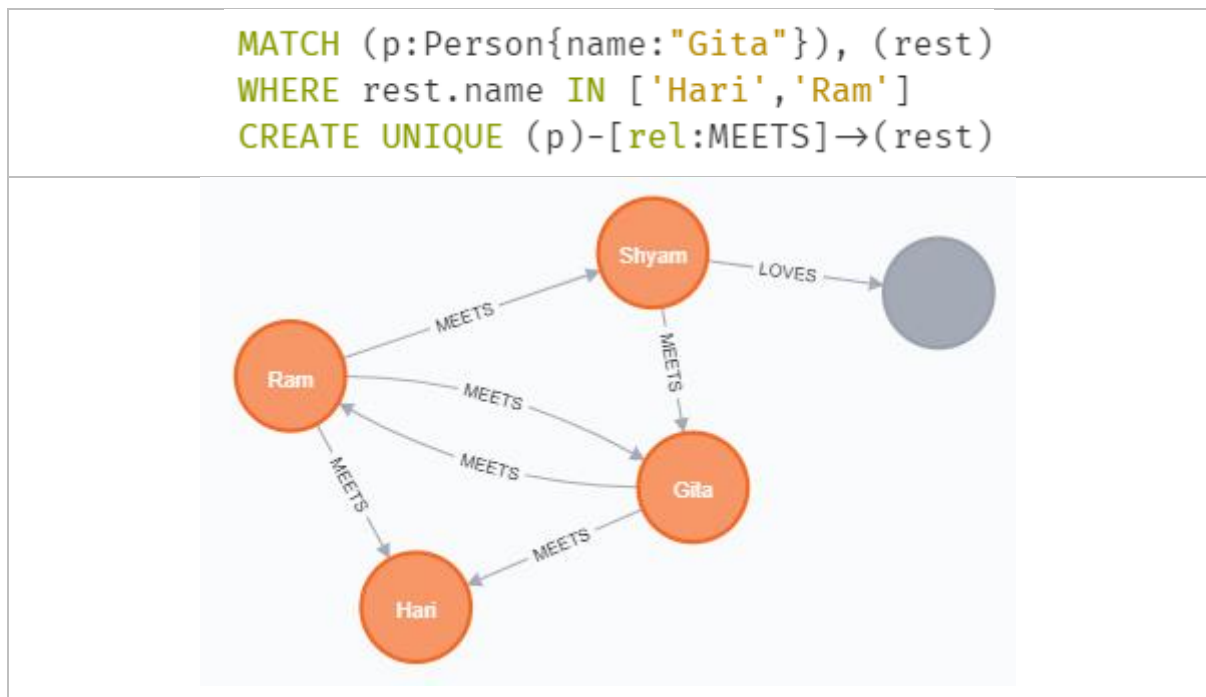 MATCH (p:Person{name:"Gita"}), (rest)
WHERE rest.name IN ['Hari','Ram']
CREATE UNIQUE (p)-[rel:MEETS]→(rest)
Shyam
LOVES
MEETS
MEETS
Ram
MEETS
MEETS
MEETS
Gita
MEETS
Hari